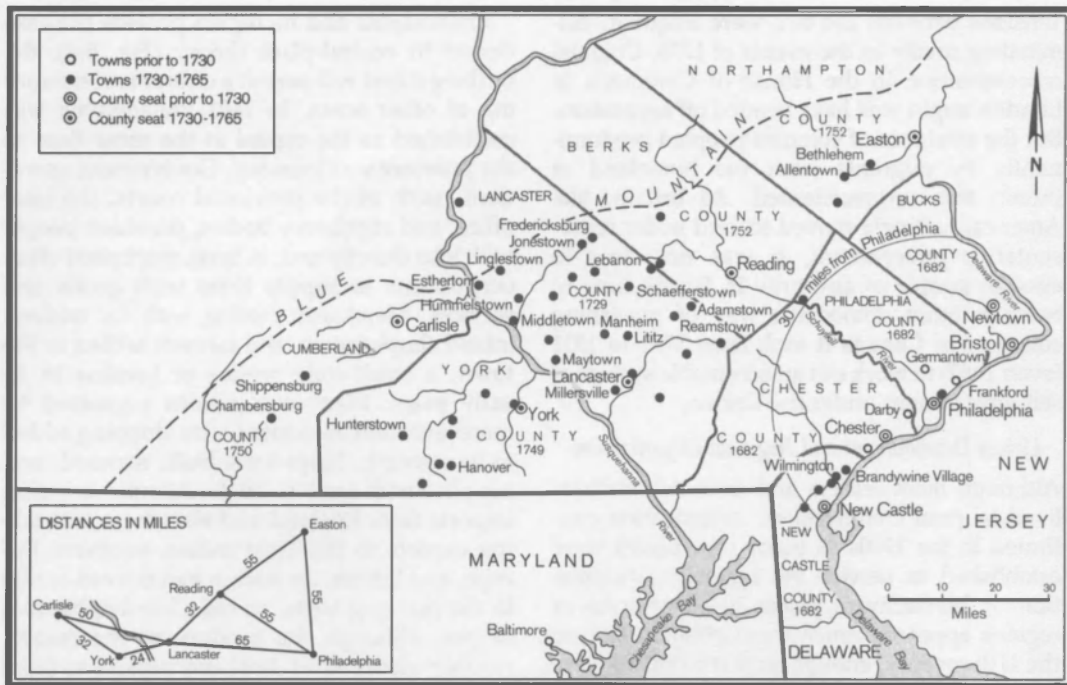 Towns prior to 1730
Towns 1730-1765
County seat prior to 1730
County seat 1730-1765
NORTHAMPTON
COUNTY
1752
Easton
Bethlehem
Allentown
N
BERKS
COUNTY
1752
BLUE MOUNTAIN
LANCASTER
COUNTY
1729
Fredericksburg
Jonestown
Linglestown
Lebanon
Reading
Estherton
Hummelstown
Schaefferstown
Adamstown
Middletown
Manheim
Lititz
Reamstown
Maytown
Lancaster
Millersville
BUCKS
COUNTY
1682
30 miles from Philadelphia
Delaware River
PHILADELPHIA
COUNTY
1682
Schuylkill River
Newtown
Bristol
Germantown
Frankford
Philadelphia
Darby
Chester
CHESTER
COUNTY
1682
Carlisle
CUMBERLAND
COUNTY
1750
Shippensburg
Chambersburg
YORK
COUNTY
1749
York
Hunterstown
Hanover
Susquehanna River
Wilmington
Brandywine Village
New Castle
NEW
CASTLE
COUNTY
1682
NEW
JERSEY
MARYLAND
Baltimore
Chesapeake Bay
DELAWARE
Delaware Bay
0 10 20 30
Miles
DISTANCES IN MILES
Easton
55
55
Reading
32
55
Carlisle
90
32
York
24
Lancaster
65
Philadelphia